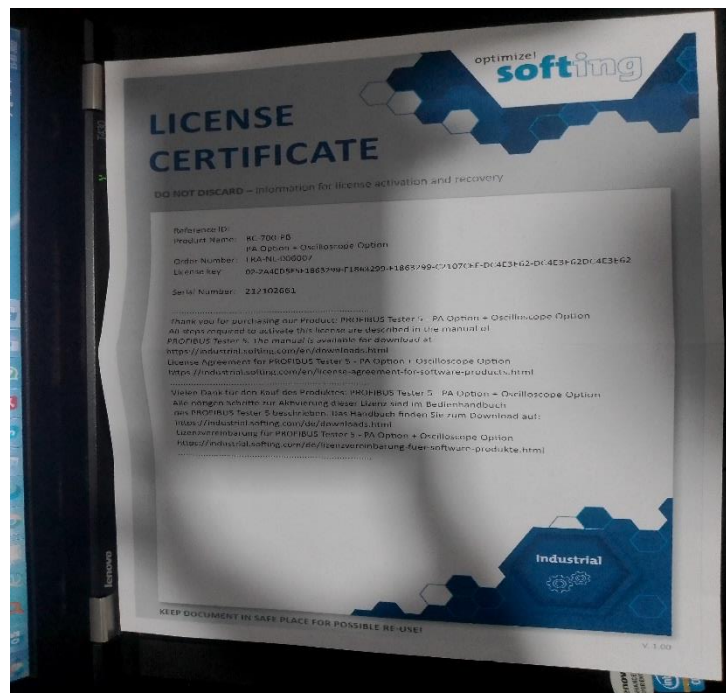 optimize!
softing
LICENSE
CERTIFICATE
DO NOT DISCARD – Information for license activation and recovery
Reference ID:
Product Name: BC-700-PB
PA Option + Oscilloscope Option
Order Number: LRA-NL-006007
License key:
Serial Number: 212102661
Thank you for purchasing our Product: PROFIBUS Tester 5 - PA Option + Oscilloscope Option
All steps required to activate this license are described in the manual of
PROFIBUS Tester 5. The manual is available for download at
https://industrial.softing.com/en/downloads.html
License Agreement for PROFIBUS Tester 5 - PA Option + Oscilloscope Option
https://industrial.softing.com/en/license-agreement-for-software-products.html
Vielen Dank für den Kauf des Produktes: PROFIBUS Tester 5 - PA Option + Oscilloscope Option
Alle nötigen Schritte zur Aktivierung dieser Lizenz sind im Bedienhandbuch
des PROFIBUS Tester 5 beschrieben. Das Handbuch finden Sie zum Download auf:
https://industrial.softing.com/de/downloads.html
Lizenzvereinbarung für PROFIBUS Tester 5 - PA Option + Oscilloscope Option
https://industrial.softing.com/de/lizenzvereinbarung-fuer-software-produkte.html
Industrial
KEEP DOCUMENT IN SAFE PLACE FOR POSSIBLE RE-USE!
V. 1.00
lenovo